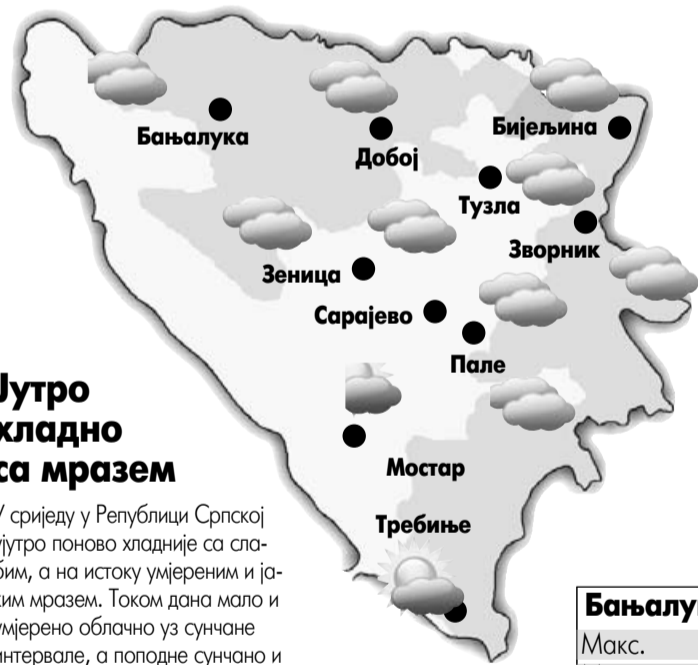 Бањалука
Добој
Бијељина
Тузла
Зворник
Зеница
Сарајево
Пале
Мостар
Требиње
Јутро
хладно
са мразем
У сриједу у Републици Српској
ујутро поново хладније са сла-
бим, а на истоку умјереним и ја-
ким мразем. Током дана мало и
умјерено облачно уз сунчане
интервале, а поподне сунчано и
Макс.